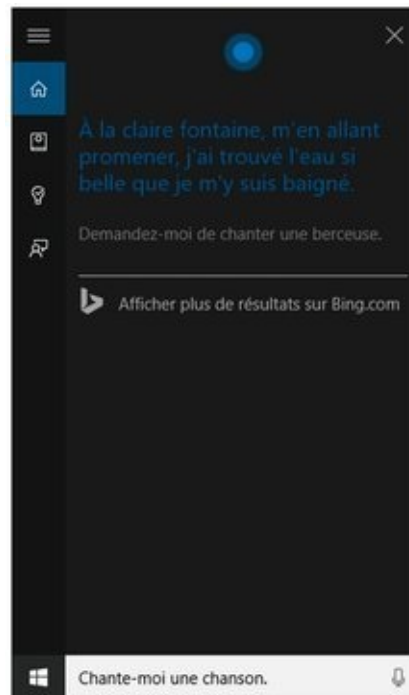 À la claire fontaine, m'en allant
promener, j'ai trouvé l'eau si
belle que je m'y suis baigné.
Demandez-moi de chanter une berceuse.
Afficher plus de résultats sur Bing.com
Chante-moi une chanson.